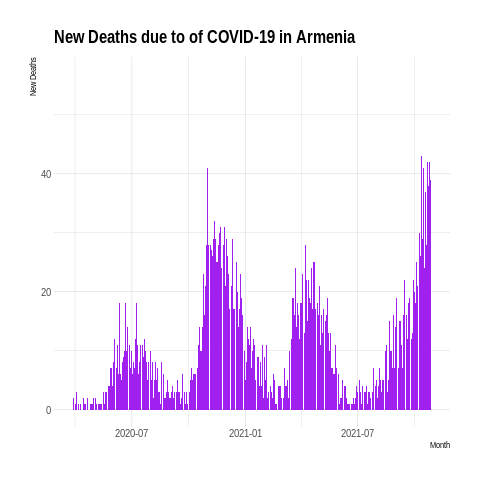 New Deaths due to of COVID-19 in Armenia
New Deaths
40
20
0
2020-07
2021-01
2021-07
Month